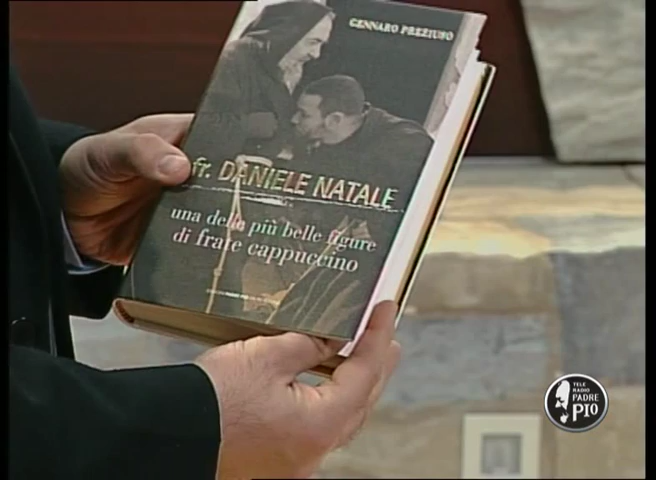 GENNARO PREZIUSO
fr. DANIELE NATALE
una delle più belle figure
di frate cappuccino
TELE
RADIO
PADRE
PIO